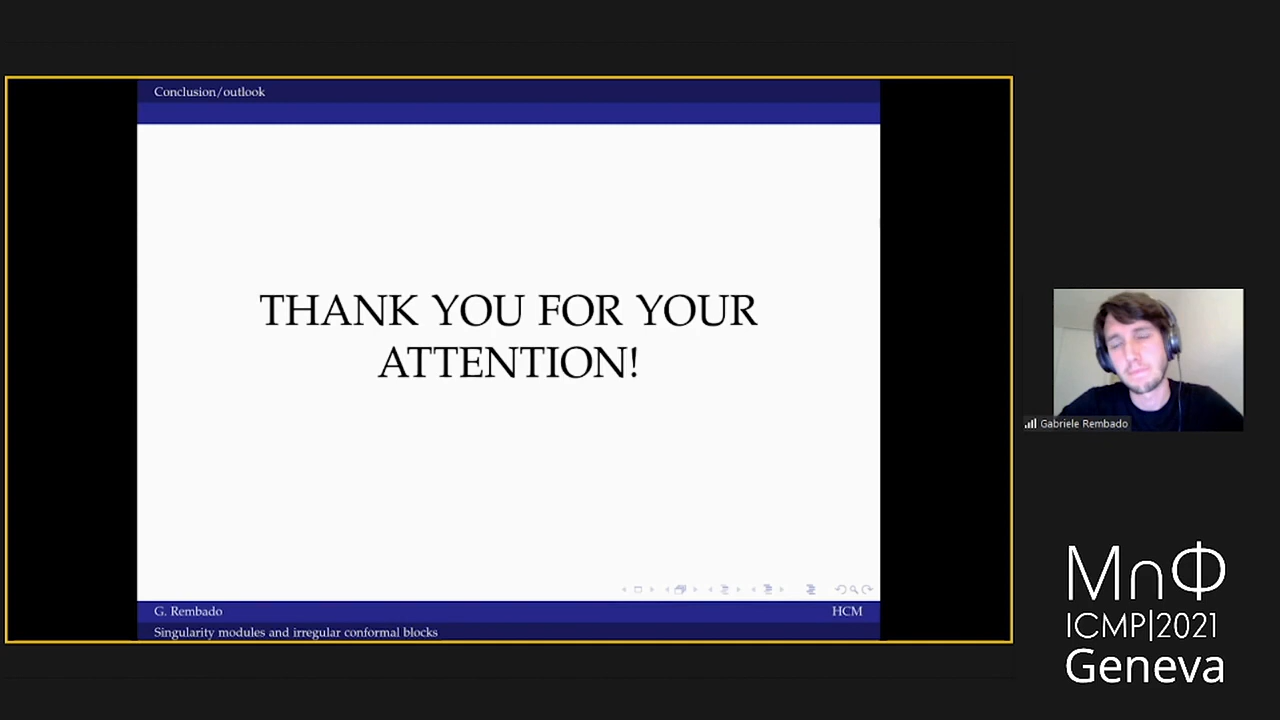 Conclusion/outlook
THANK YOU FOR YOUR
ATTENTION!
G. Rembado
HCM
Singularity modules and irregular conformal blocks
Gabriele Rembado
M∩Φ
ICMP|2021
Geneva